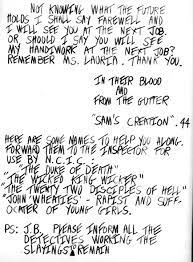 NOT KNOWING WHAT THE FUTURE
HOLDS I SHALL SAY FAREWELL AND
I WILL SEE YOU AT THE NEXT JOB.
OR, SHOULD I SAY YOU WILL SEE
MY HANDIWORK AT THE NEXT JOB?
REMEMBER MS. LAURIA. THANK YOU.
IN THEIR BLOOD
AND
FROM THE GUTTER
"SAM'S CREATION" .44
HERE ARE SOME NAMES TO HELP YOU ALONG.
FORWARD THEM TO THE INSPECTOR FOR
USE BY N.C.I.C:
"THE DUKE OF DEATH"
"THE WICKED KING WICKER"
"THE TWENTY TWO DISCIPLES OF HELL"
"JOHN 'WHEATIES' - RAPIST AND SUFF-
OCATER OF YOUNG GIRLS.
PS: J.B. PLEASE INFORM ALL THE
DETECTIVES WORKING THE
SLAYINGS TO REMAIN